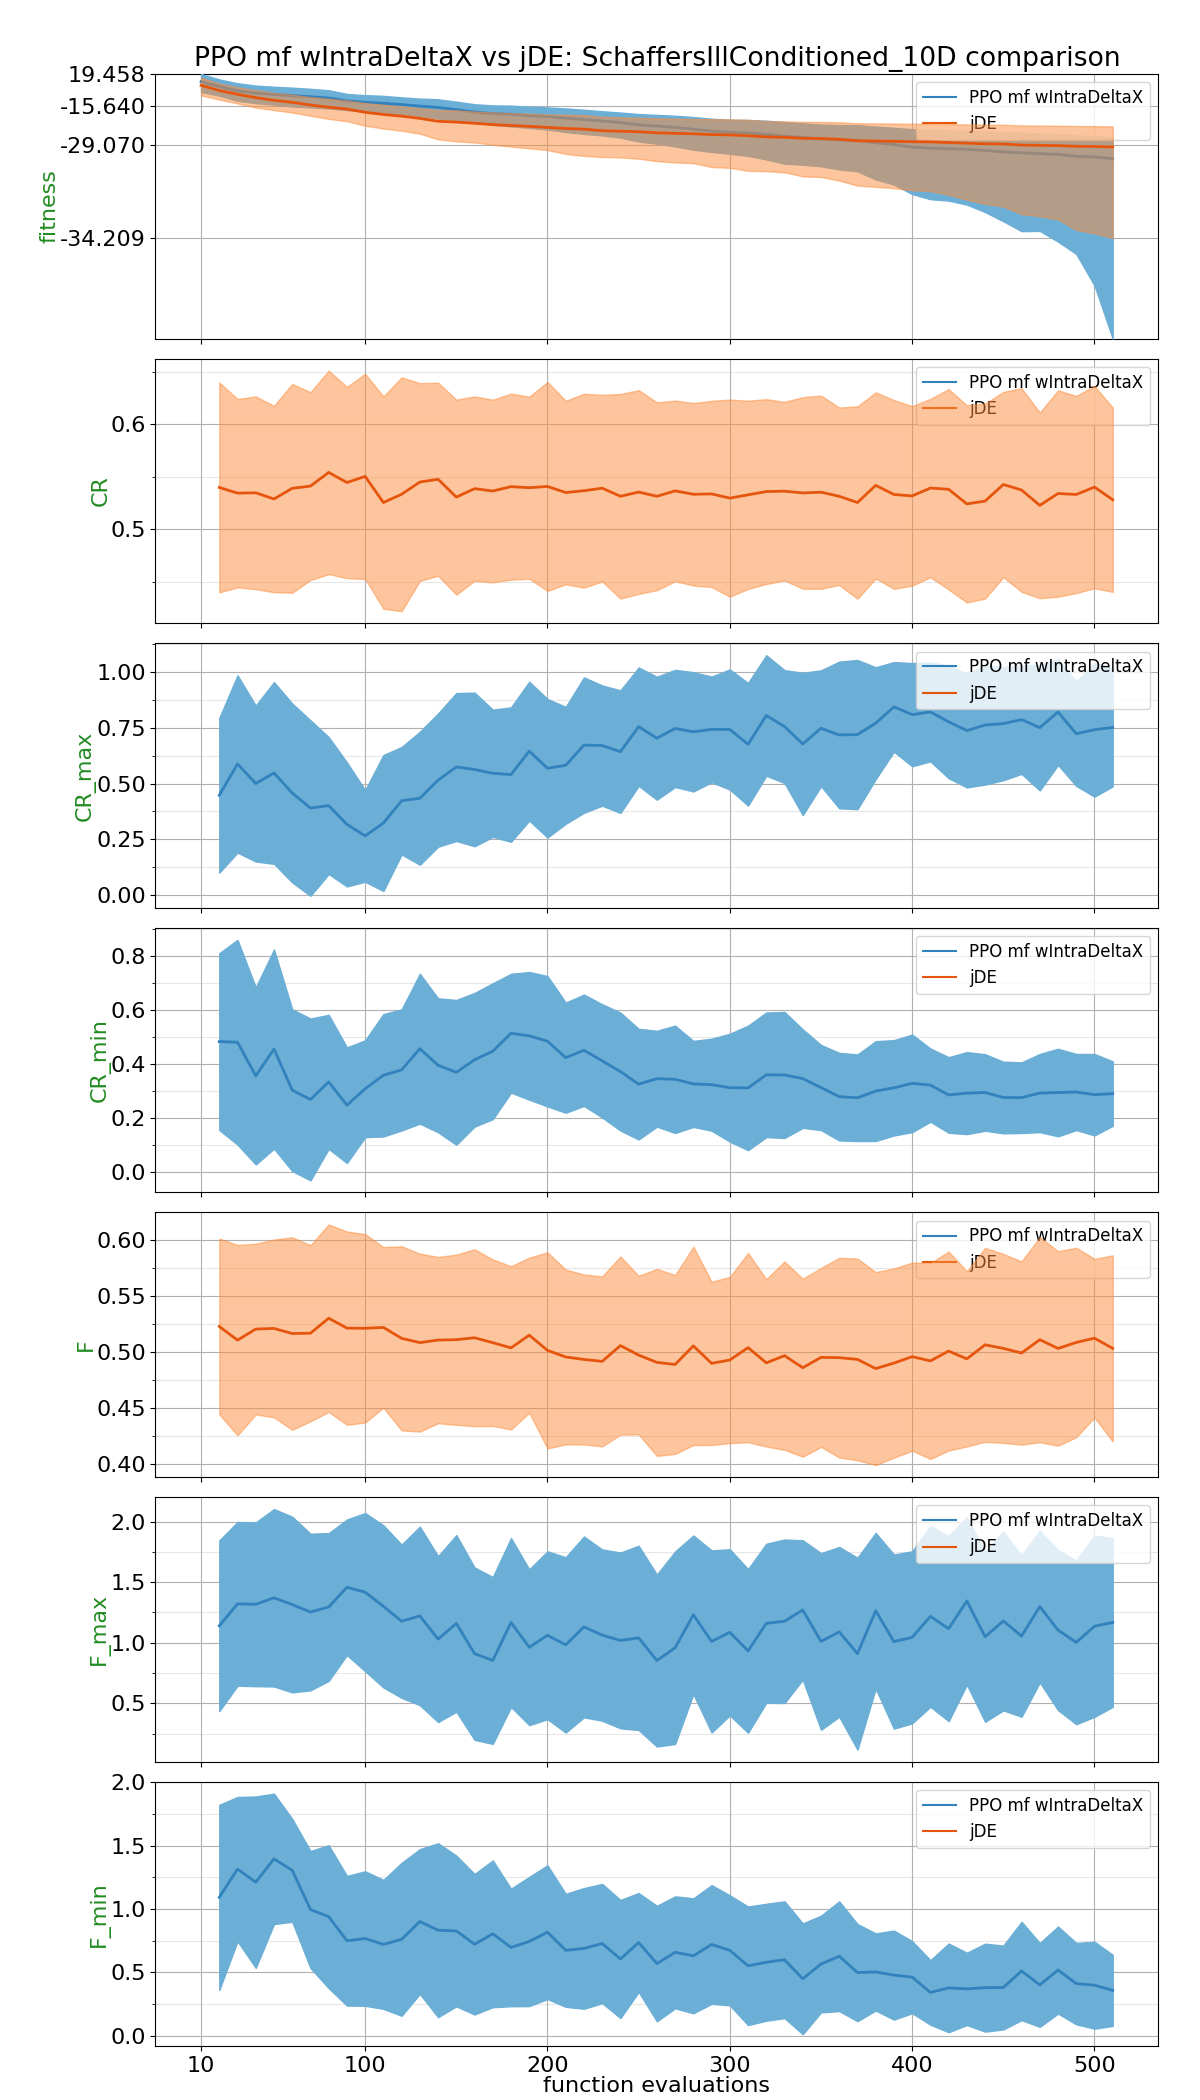 PPO mf wIntraDeltaX vs jDE: SchaffersIllConditioned_10D comparison
19.458
-15.640
-29.070
-34.209
fitness
PPO mf wIntraDeltaX
jDE
0.6
0.5
CR
PPO mf wIntraDeltaX
jDE
1.00
0.75
0.50
0.25
0.00
CR_max
PPO mf wIntraDeltaX
jDE
0.8
0.6
0.4
0.2
0.0
CR_min
PPO mf wIntraDeltaX
jDE
0.60
0.55
0.50
0.45
0.40
F
PPO mf wIntraDeltaX
jDE
2.0
1.5
1.0
0.5
F_max
PPO mf wIntraDeltaX
jDE
2.0
1.5
1.0
0.5
0.0
F_min
PPO mf wIntraDeltaX
jDE
10 100 200 300 400 500
function evaluations